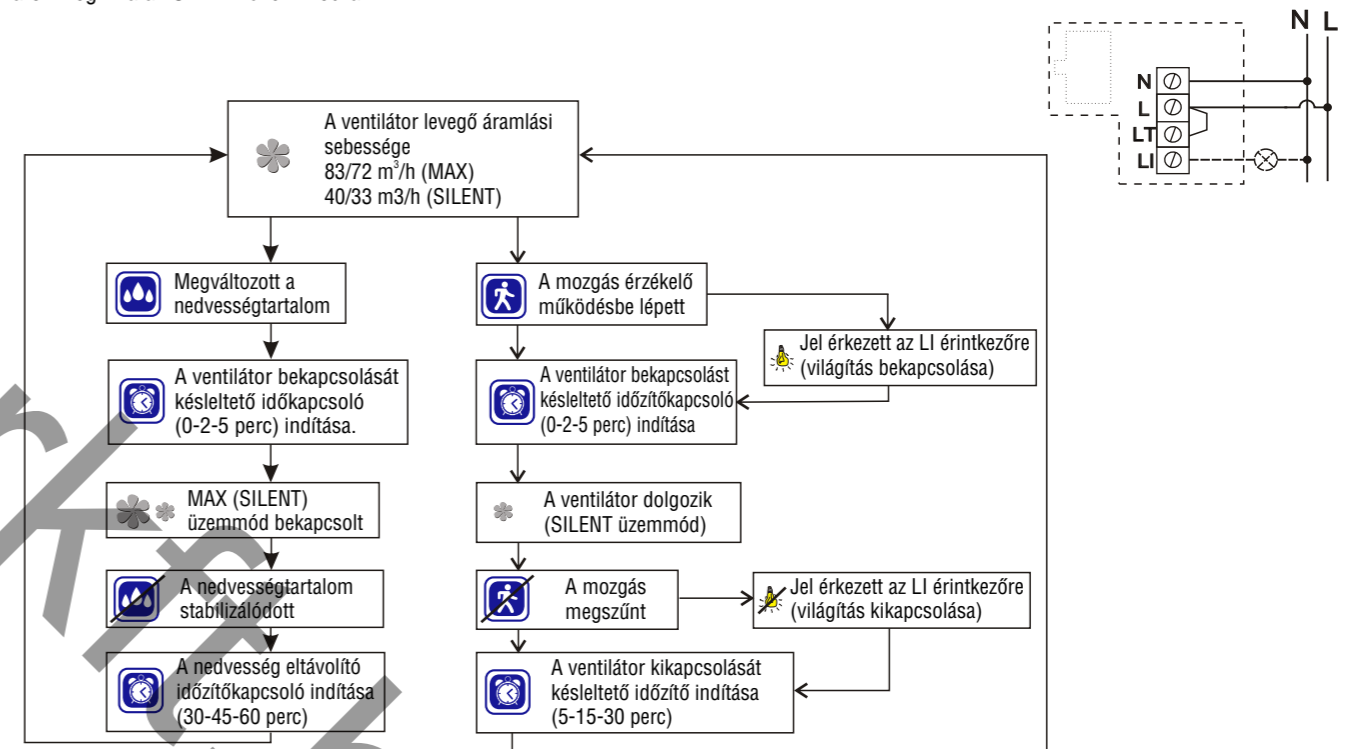 N L
N
L
LT
LI
A ventilátor levegő áramlási
sebessége
83/72 m³/h (MAX)
40/33 m3/h (SILENT)
Megváltozott a
nedvességtartalom
A ventilátor bekapcsolását
késleltető időkapcsoló
(0-2-5 perc) indítása.
MAX (SILENT)
üzemmód bekapcsolt
A nedvességtartalom
stabilizálódott
A nedvesség eltávolító
időzítőkapcsoló indítása
(30-45-60 perc)
A mozgás érzékelő
működésbe lépett
Jel érkezett az LI érintkezőre
(világítás bekapcsolása)
A ventilátor bekapcsolást
késleltető időzítőkapcsoló
(0-2-5 perc) indítása
A ventilátor dolgozik
(SILENT üzemmód)
A mozgás
megszűnt
Jel érkezett az LI érintkezőre
(világítás kikapcsolása)
A ventilátor kikapcsolását
késleltető időzítő indítása
(5-15-30 perc)